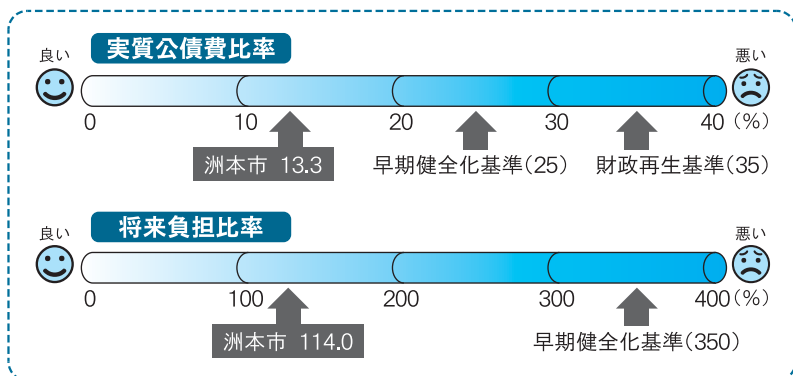 実質公債費比率
良い
悪い
0 10 20 30 40 (%)
洲本市 13.3
早期健全化基準(25)
財政再生基準(35)
将来負担比率
良い
悪い
0 100 200 300 400 (%)
洲本市 114.0
早期健全化基準(350)